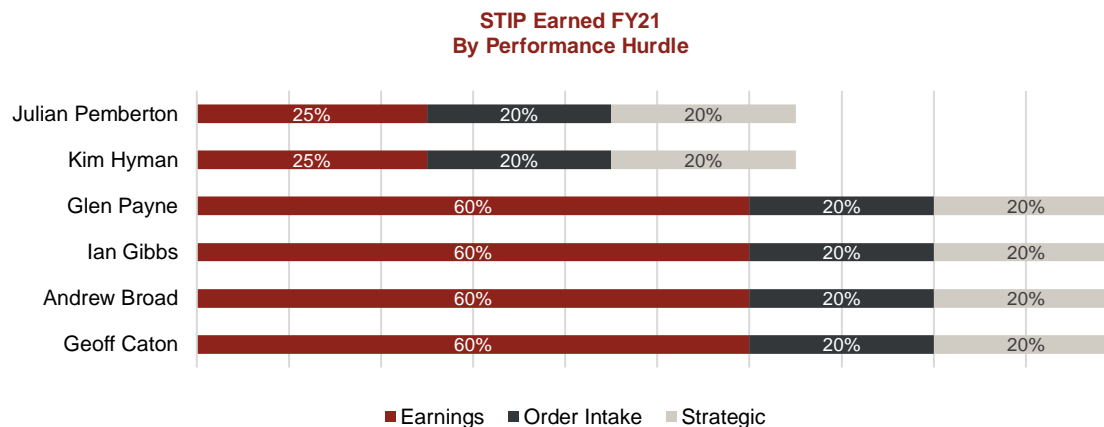 STIP Earned FY21
By Performance Hurdle
Julian Pemberton 25% 20% 20%
Kim Hyman 25% 20% 20%
Glen Payne 60% 20% 20%
Ian Gibbs 60% 20% 20%
Andrew Broad 60% 20% 20%
Geoff Caton 60% 20% 20%
Earnings Order Intake Strategic